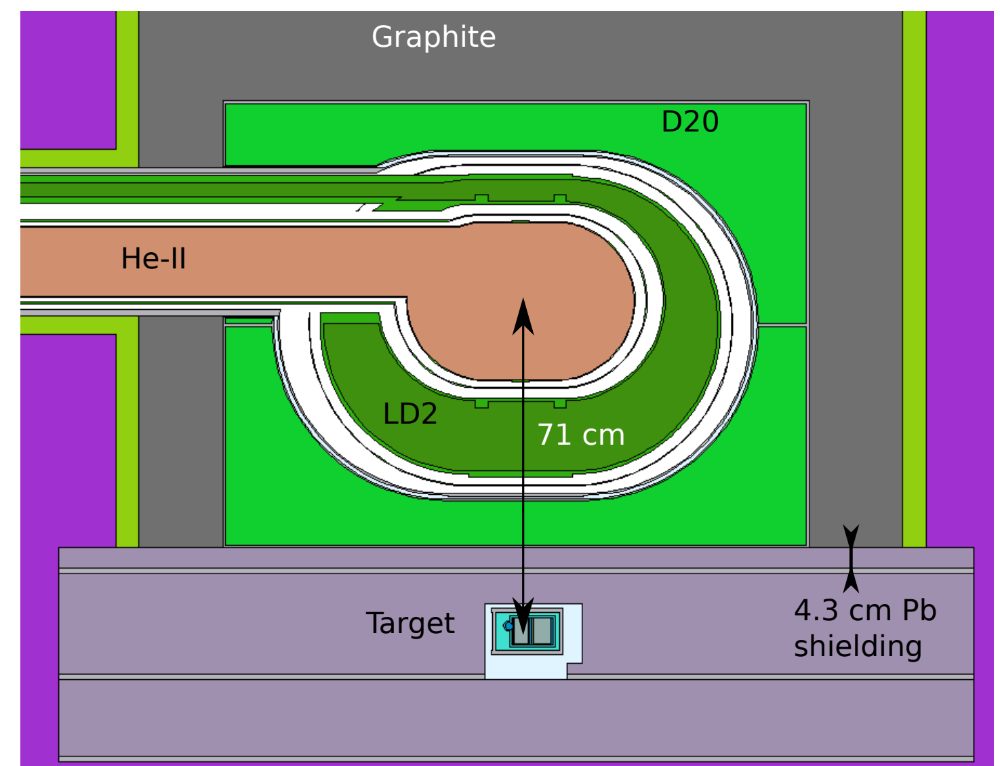 Graphite
D20
He-II
LD2
71 cm
Target
4.3 cm Pb
shielding